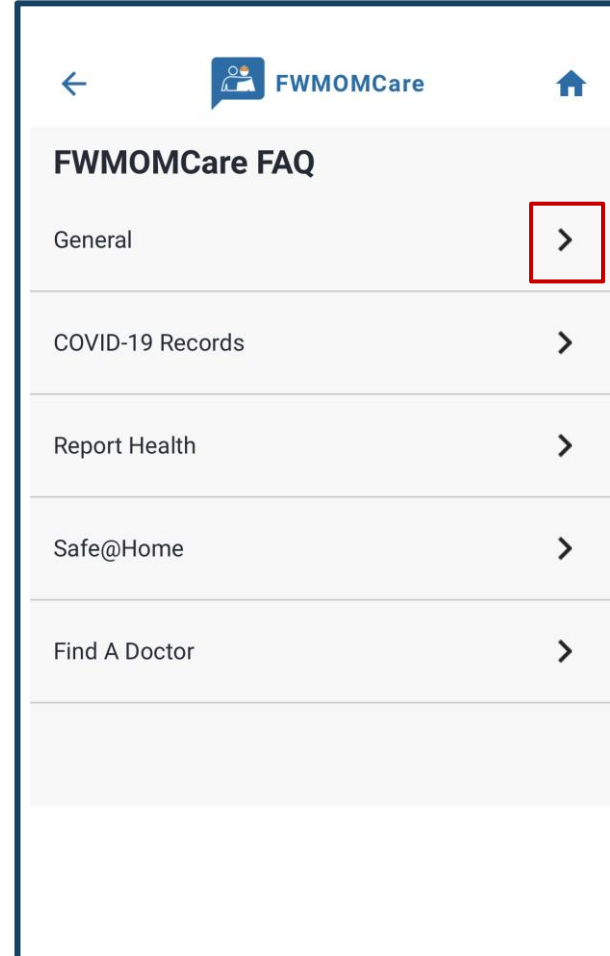 FWMOMCare
FWMOMCare FAQ
General
COVID-19 Records
Report Health
Safe@Home
Find A Doctor